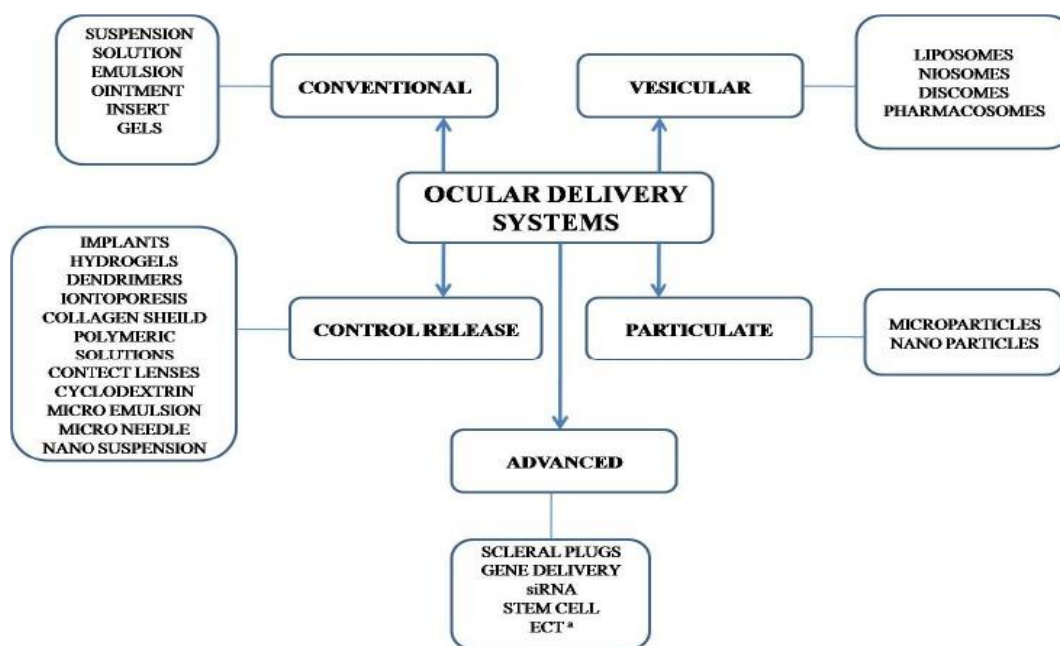 SUSPENSION
SOLUTION
EMULSION
OINTMENT
INSERT
GELS
CONVENTIONAL
VESICULAR
LIPOSOMES
NIOSOMES
DISCOMES
PHARMACOSOMES
OCULAR DELIVERY
SYSTEMS
IMPLANTS
HYDROGELS
DENDRIMERS
IONTOPORESIS
COLLAGEN SHEILD
POLYMERIC
SOLUTIONS
CONTECT LENSES
CYCLODEXTRIN
MICRO EMULSION
MICRO NEEDLE
NANO SUSPENSION
CONTROL RELEASE
PARTICULATE
MICROPARTICLES
NANO PARTICLES
ADVANCED
SCLERAL PLUGS
GENE DELIVERY
siRNA
STEM CELL
ECT ª